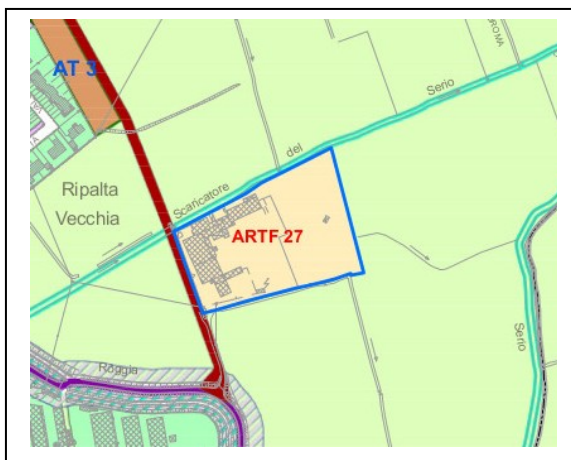 AT 3
Serio
del
Scaricatore
Ripalta
Vecchia
ARTF 27
Serio
Roggia